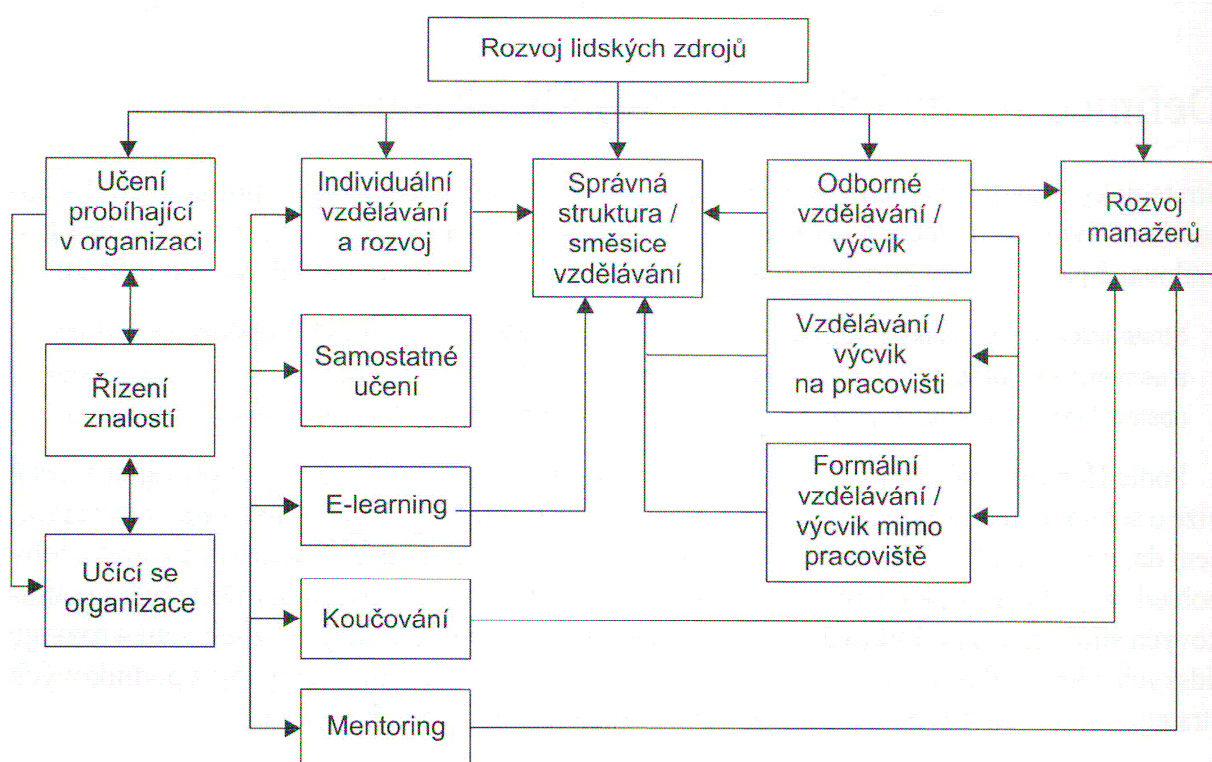 Rozvoj lidských zdrojů
Učení
probíhající
v organizaci
Individuální
vzdělávání
a rozvoj
Správná
struktura /
směsice
vzdělávání
Odborné
vzdělávání /
výcvik
Rozvoj
manažerů
Řízení
znalostí
Samostatné
učení
Vzdělávání /
výcvik
na pracovišti
E-learning
Formální
vzdělávání /
výcvik mimo
pracoviště
Učící se
organizace
Koučování
Mentoring